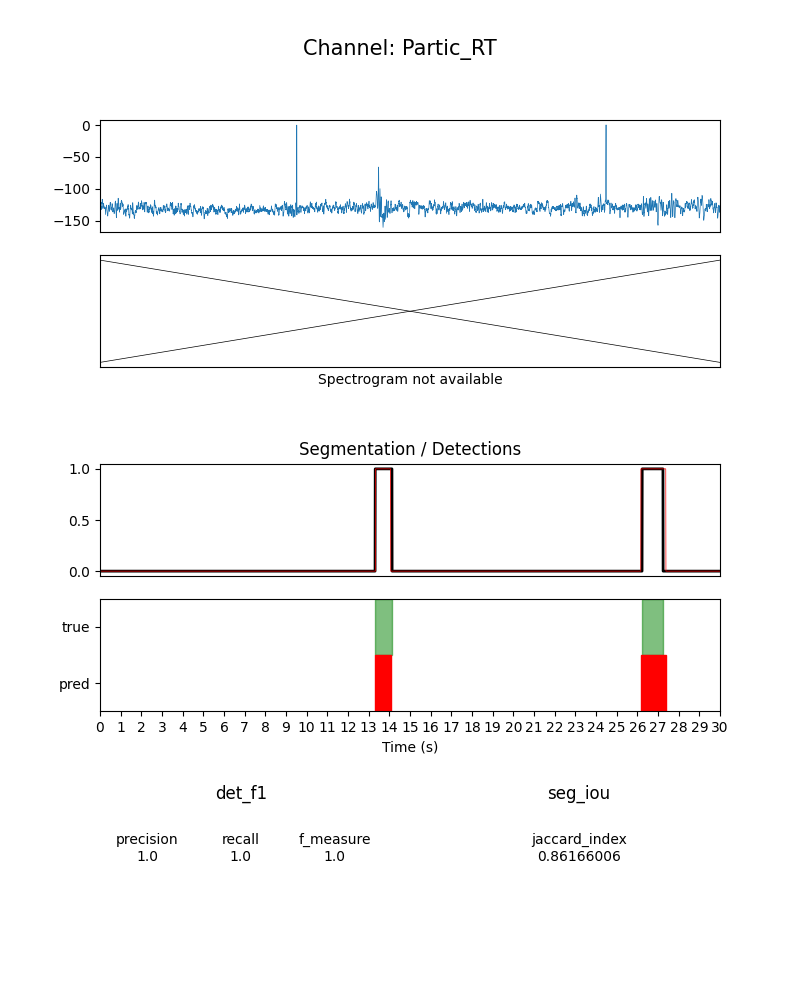 Channel: Partic_RT
0
−50
−100
−150
Spectrogram not available
Segmentation / Detections
1.0
0.5
0.0
true
pred
0 1 2 3 4 5 6 7 8 9 10 11 12 13 14 15 16 17 18 19 20 21 22 23 24 25 26 27 28 29 30
Time (s)
det_f1 seg_iou
precision recall f_measure jaccard_index
1.0 1.0 1.0 0.86166006